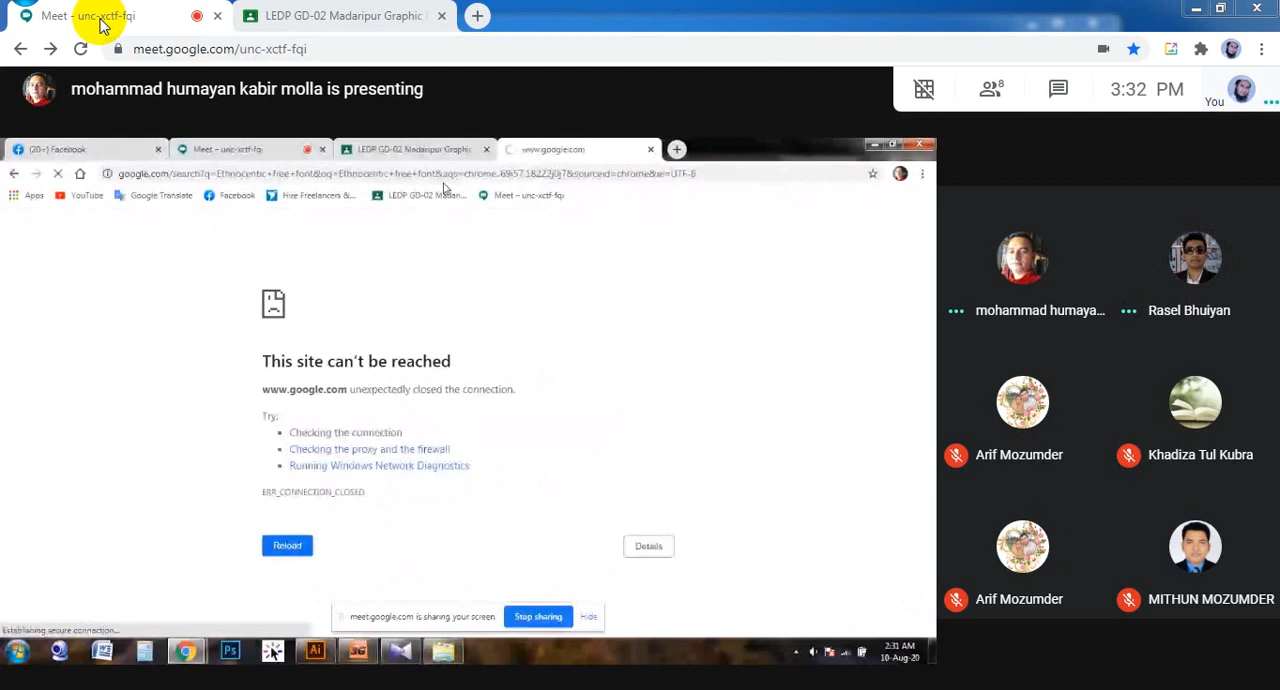 Meet - unc-xctf-fqi
LEDP GD-02 Madaripur Graphic
meet.google.com/unc-xctf-fqi
mohammad humayan kabir molla is presenting
8
3:32 PM
You
(20+) Facebook
Meet – unc-xctf-fqi
LEDP GD-02 Madaripur Graphic
www.google.com
Apps
YouTube
Google Translate
Facebook
Hire Freelancers &...
LEDP GD-02 Madari...
Meet – unc-xctf-fqi
This site can't be reached
www.google.com unexpectedly closed the connection.
Try:
Checking the connection
Checking the proxy and the firewall
Running Windows Network Diagnostics
ERR_CONNECTION_CLOSED
Reload
Details
meet.google.com is sharing your screen.
Stop sharing
Hide
Establishing secure connection...
Ps
Ai
3G
2:31 AM
10-Aug-20
mohammad humaya...
Rasel Bhuiyan
Arif Mozumder
Khadiza Tul Kubra
Arif Mozumder
MITHUN MOZUMDER